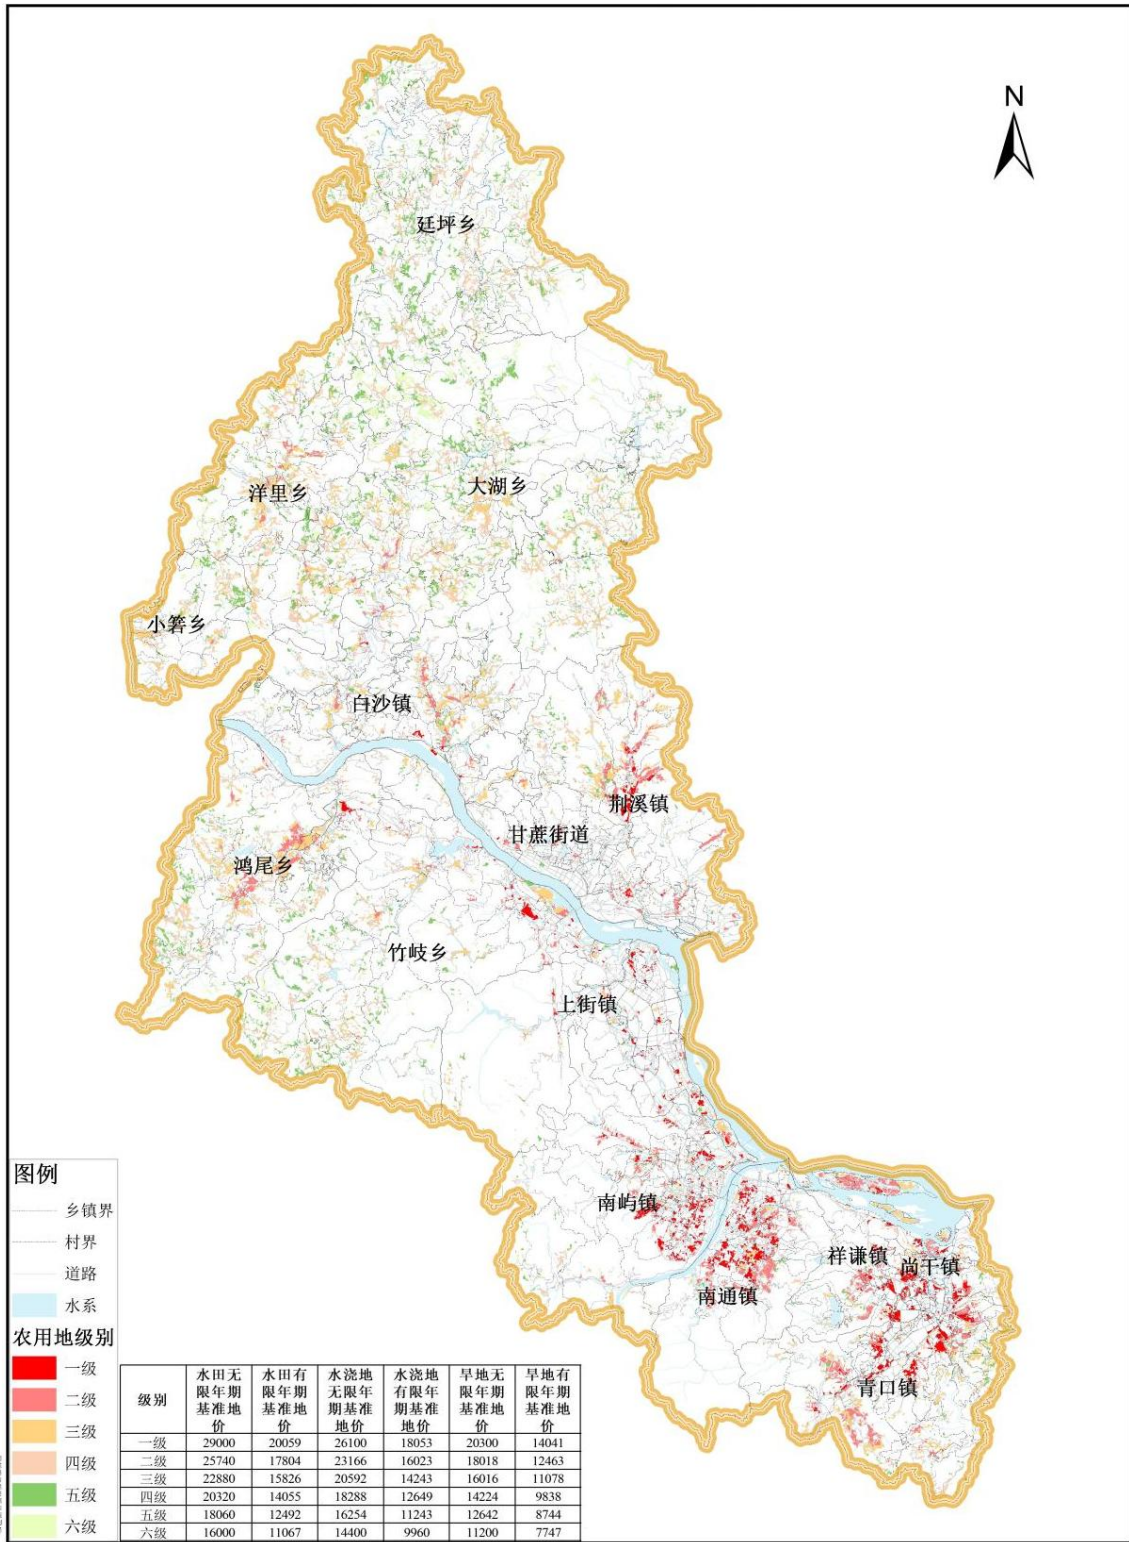 N
廷坪乡
洋里乡
大湖乡
小箬乡
白沙镇
荆溪镇
甘蔗街道
鸿尾乡
竹岐乡
上街镇
南屿镇
祥谦镇
尚干镇
南通镇
青口镇
图例
乡镇界
村界
道路
水系
农用地级别
一级
二级
三级
四级
五级
六级
级别 水田无限年期基准地价 水田有限年期基准地价 水浇地无限年期基准地价 水浇地有限年期基准地价 旱地无限年期基准地价 旱地有限年期基准地价
一级 29000 20059 26100 18053 20300 14041
二级 25740 17804 23166 16023 18018 12463
三级 22880 15826 20592 14243 16016 11078
四级 20320 14055 18288 12649 14224 9838
五级 18060 12492 16254 11243 12642 8744
六级 16000 11067 14400 9960 11200 7747